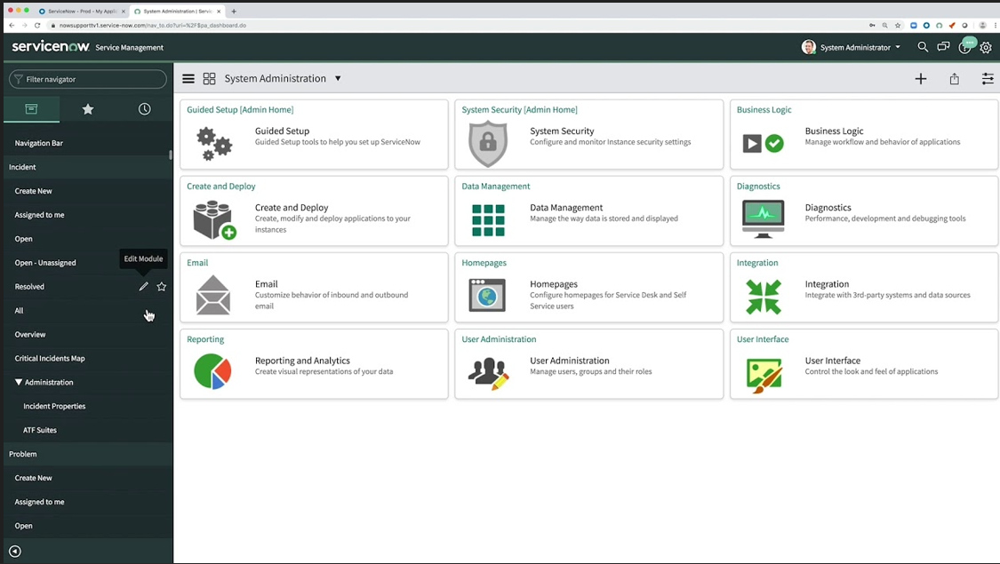 ServiceNow - Prod - My Appli
System Administration | Servic
nowsupporttv1.service-now.com/nav_to.do?uri=%2F$pa_dashboard.do
servicenow Service Management
System Administrator
Filter navigator
System Administration
Navigation Bar
Incident
Create New
Assigned to me
Open
Open - Unassigned
Edit Module
Resolved
All
Overview
Critical Incidents Map
Administration
Incident Properties
ATF Suites
Problem
Create New
Assigned to me
Open
Guided Setup [Admin Home]
Guided Setup
Guided Setup tools to help you set up ServiceNow
System Security [Admin Home]
System Security
Configure and monitor Instance security settings
Business Logic
Business Logic
Manage workflow and behavior of applications
Create and Deploy
Create and Deploy
Create, modify and deploy applications to your
instances
Data Management
Data Management
Manage the way data is stored and displayed
Diagnostics
Diagnostics
Performance, development and debugging tools
Email
Email
Customize behavior of inbound and outbound
email
Homepages
Homepages
Configure homepages for Service Desk and Self
Service users
Integration
Integration
Integrate with 3rd-party systems and data sources
Reporting
Reporting and Analytics
Create visual representations of your data
User Administration
User Administration
Manage users, groups and their roles
User Interface
User Interface
Control the look and feel of applications